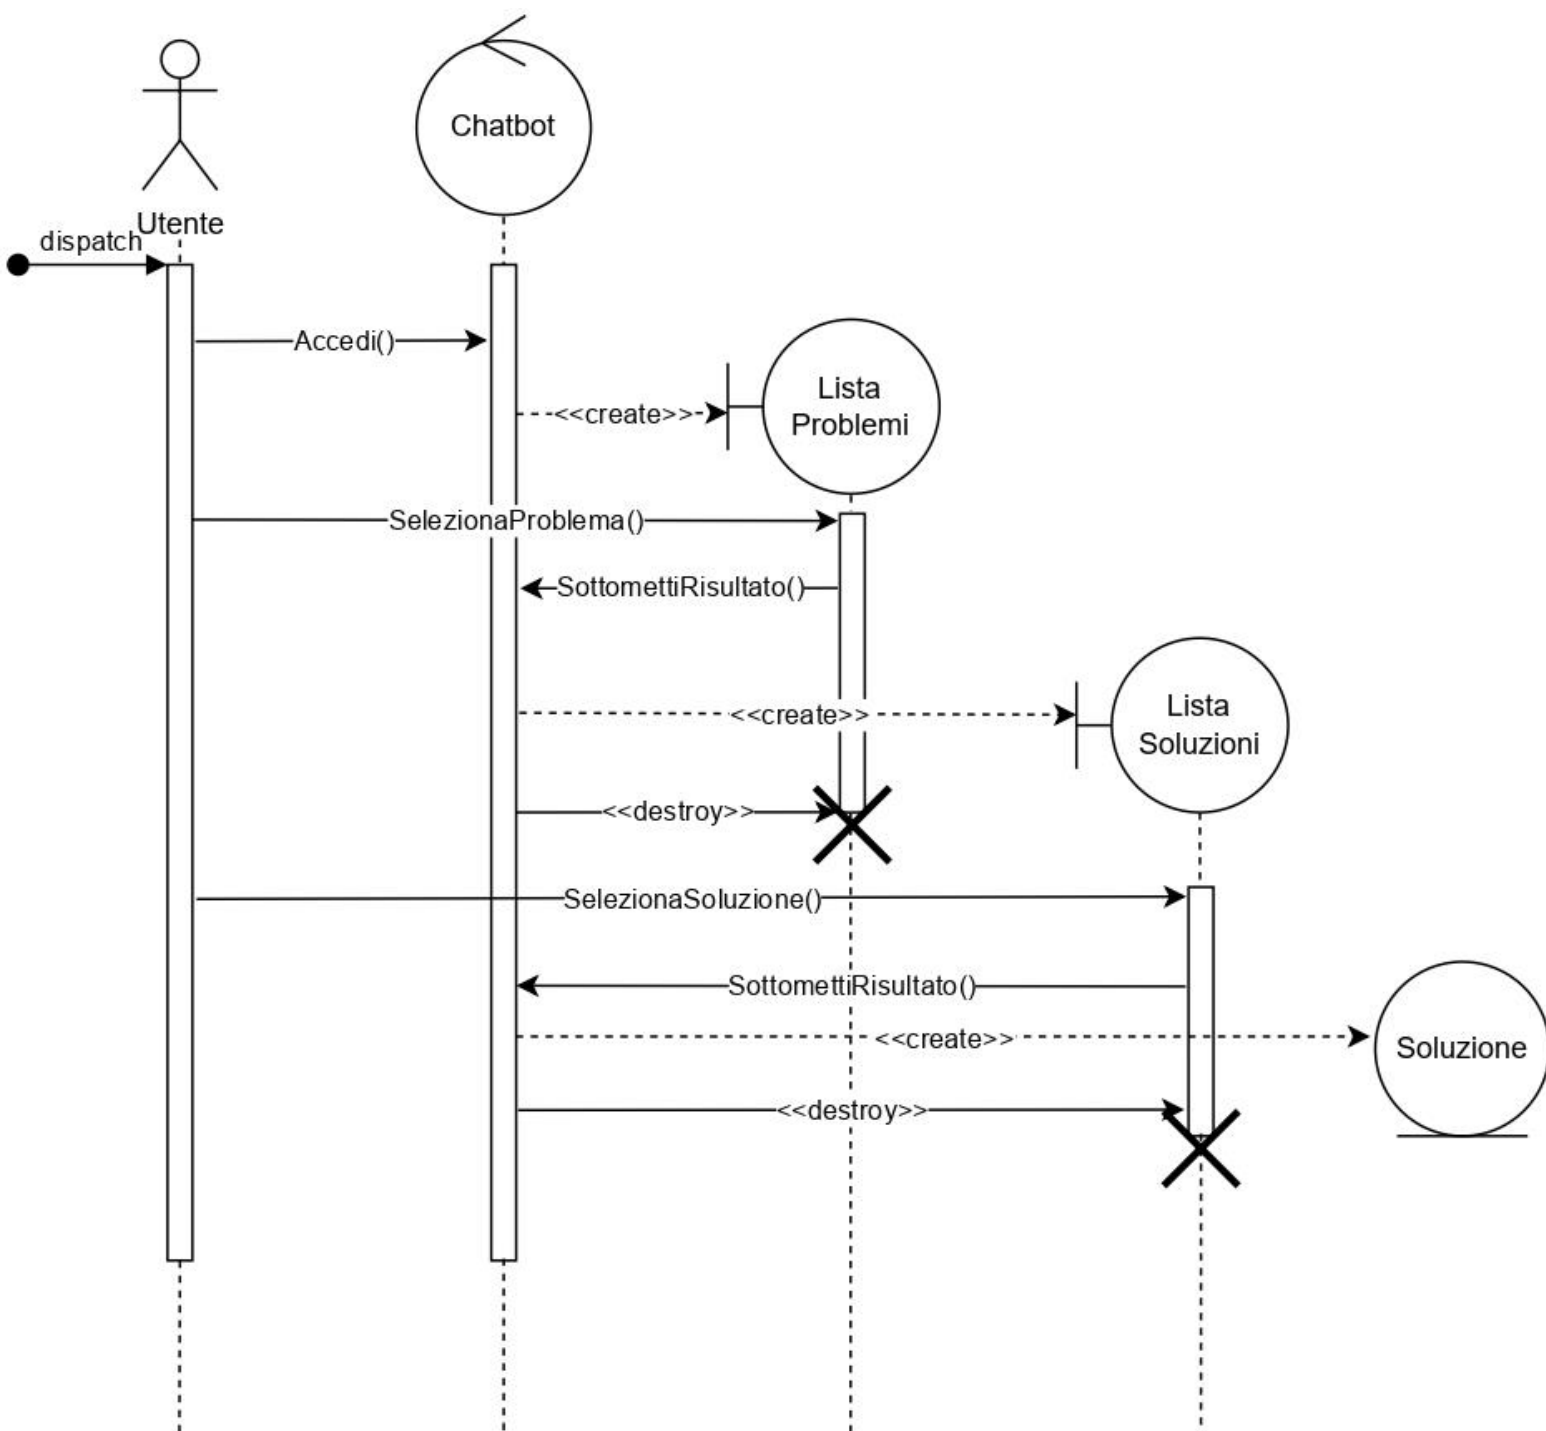 Chatbot
Utente
dispatch
Accedi()
Lista
Problemi
<<create>>
SelezionaProblema()
SottomettiRisultato()
Lista
Soluzioni
<<create>>
<<destroy>>
SelezionaSoluzione()
SottomettiRisultato()
<<create>>
Soluzione
<<destroy>>